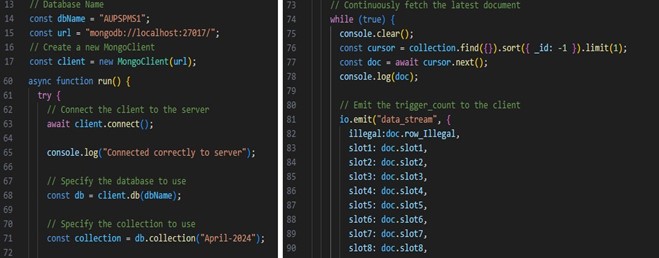 13 // Database Name
14 const dbName = "AUPSPMS1";
15 const url = "mongodb://localhost:27017/";
16 // Create a new MongoClient
17 const client = new MongoClient(url);
60 async function run() {
61 try {
62 // Connect the client to the server
63 await client.connect();
64
65 console.log("Connected correctly to server");
66
67 // Specify the database to use
68 const db = client.db(dbName);
69
70 // Specify the collection to use
71 const collection = db.collection("April-2024");
72
73 // Continuously fetch the latest document
74 while (true) {
75 console.clear();
76 const cursor = collection.find({}).sort({ _id: -1 }).limit(1);
77 const doc = await cursor.next();
78 console.log(doc);
79
80 // Emit the trigger_count to the client
81 io.emit("data_stream", {
82 illegal:doc.row_Illegal,
83 slot1: doc.slot1,
84 slot2: doc.slot2,
85 slot3: doc.slot3,
86 slot4: doc.slot4,
87 slot5: doc.slot5,
88 slot6: doc.slot6,
89 slot7: doc.slot7,
90 slot8: doc.slot8,